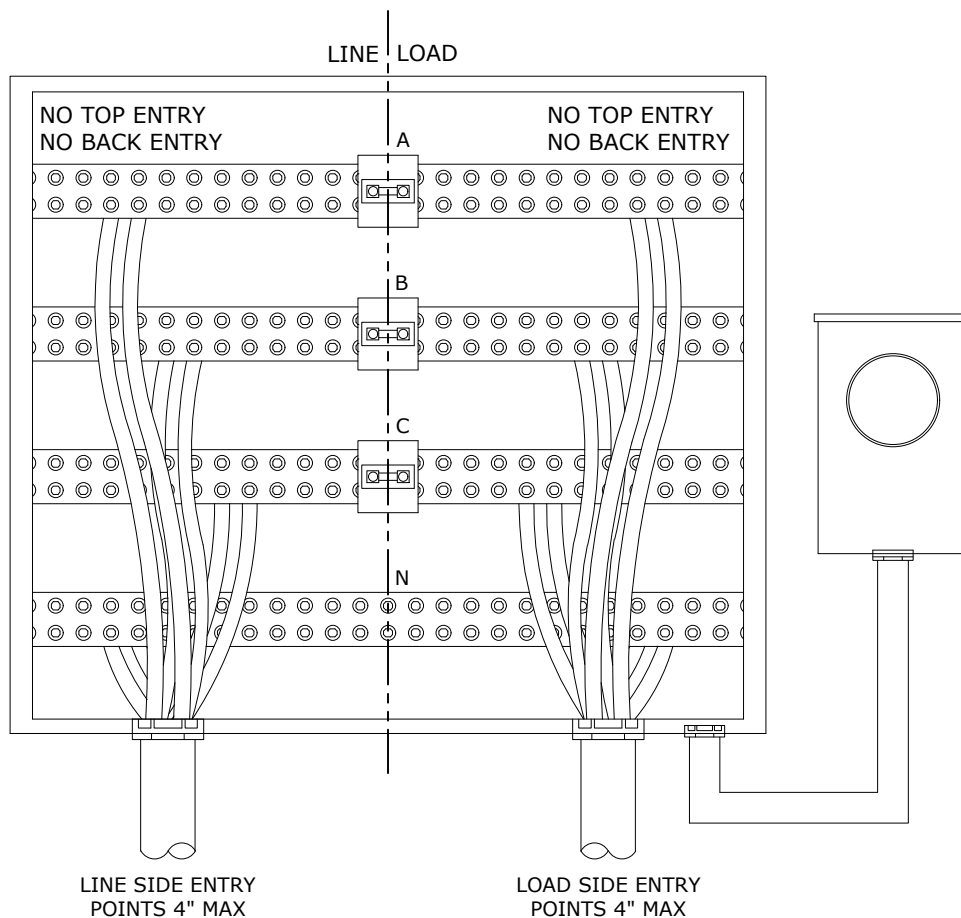 LINE LOAD
NO TOP ENTRY
NO BACK ENTRY
NO TOP ENTRY
NO BACK ENTRY
A
B
C
N
LINE SIDE ENTRY
POINTS 4" MAX
LOAD SIDE ENTRY
POINTS 4" MAX